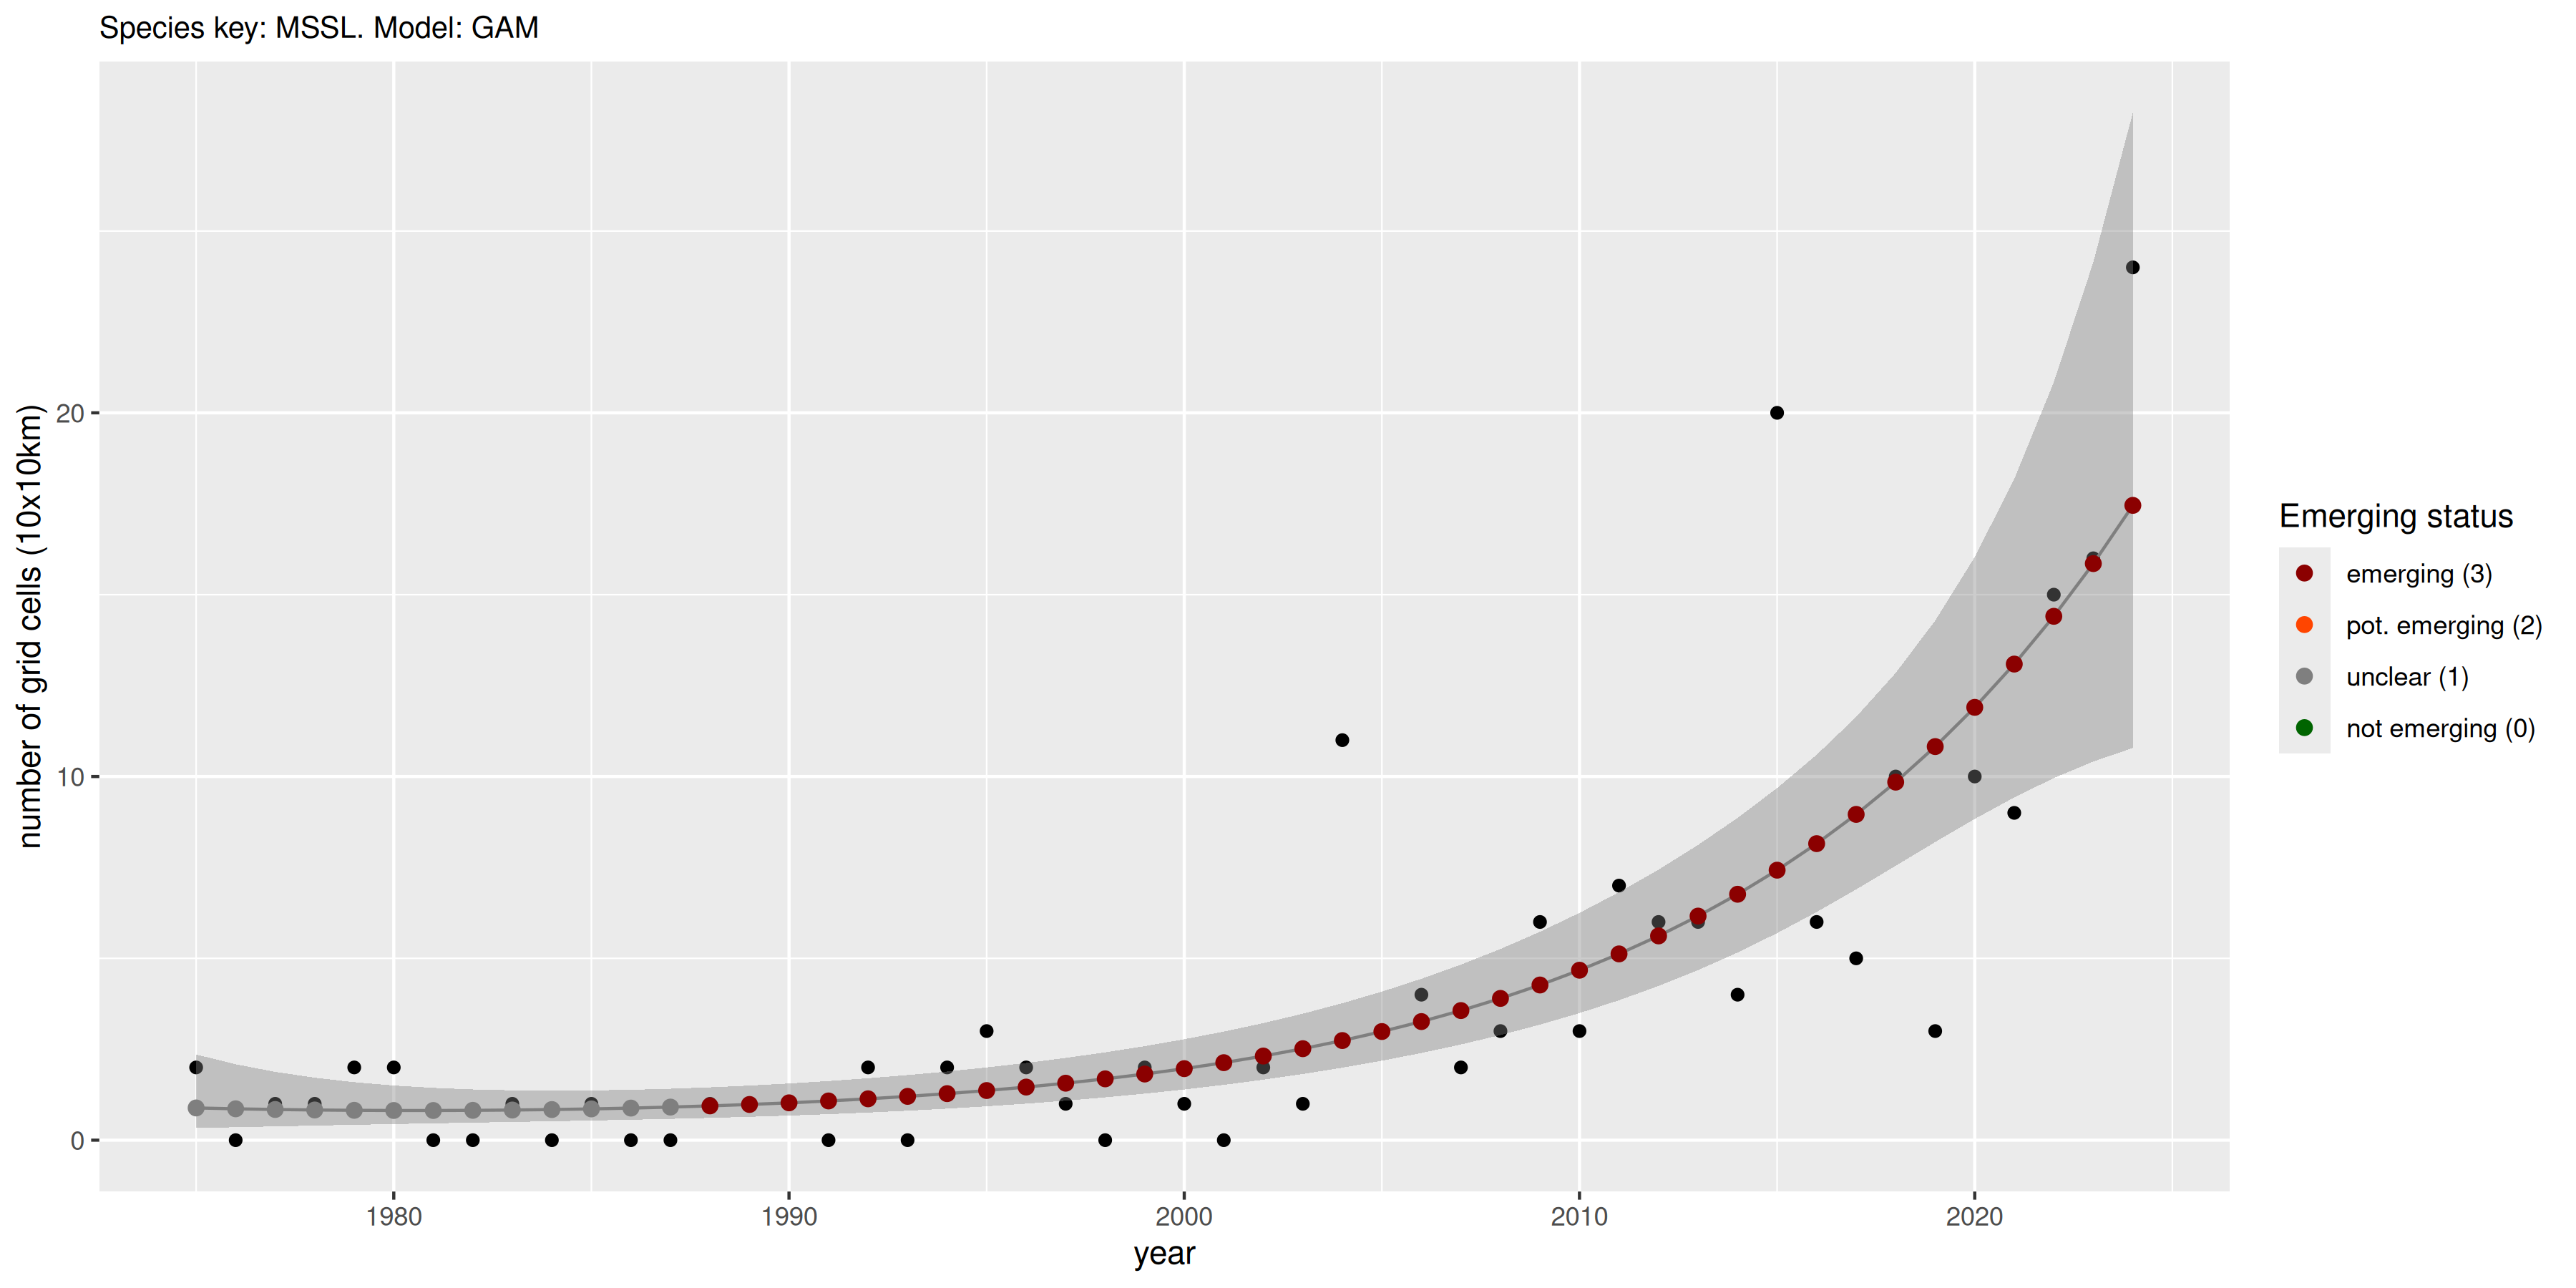 Species key: MSSL. Model: GAM
number of grid cells (10x10km)
20
10
0
1980
1990
2000
2010
2020
year
Emerging status
emerging (3)
pot. emerging (2)
unclear (1)
not emerging (0)